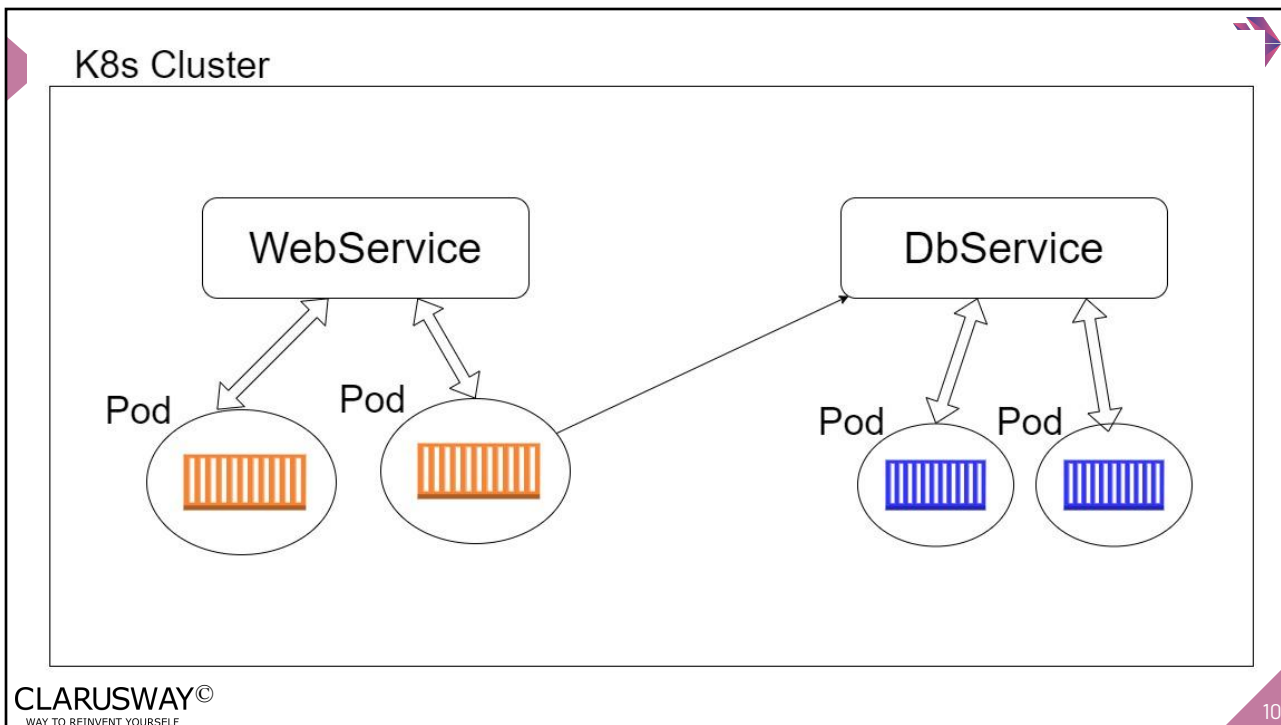 K8s Cluster
WebService
DbService
Pod
Pod
Pod
Pod
CLARUSWAY©
WAY TO REINVENT YOURSELF
10